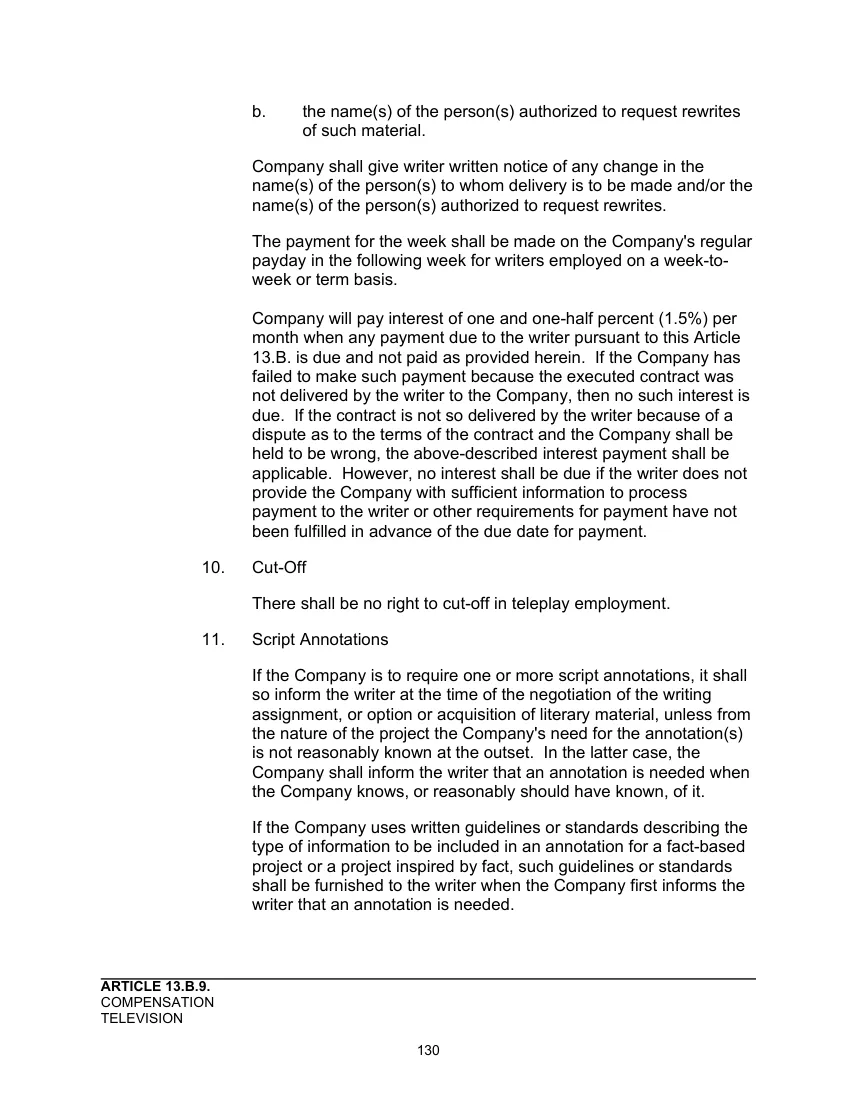 b. the name(s) of the person(s) authorized to request rewrites
of such material.
Company shall give writer written notice of any change in the
name(s) of the person(s) to whom delivery is to be made and/or the
name(s) of the person(s) authorized to request rewrites.
The payment for the week shall be made on the Company's regular
payday in the following week for writers employed on a week-to-
week or term basis.
Company will pay interest of one and one-half percent (1.5%) per
month when any payment due to the writer pursuant to this Article
13.B. is due and not paid as provided herein.  If the Company has
failed to make such payment because the executed contract was
not delivered by the writer to the Company, then no such interest is
due.  If the contract is not so delivered by the writer because of a
dispute as to the terms of the contract and the Company shall be
held to be wrong, the above-described interest payment shall be
applicable.  However, no interest shall be due if the writer does not
provide the Company with sufficient information to process
payment to the writer or other requirements for payment have not
been fulfilled in advance of the due date for payment.
10. Cut-Off
There shall be no right to cut-off in teleplay employment.
11. Script Annotations
If the Company is to require one or more script annotations, it shall
so inform the writer at the time of the negotiation of the writing
assignment, or option or acquisition of literary material, unless from
the nature of the project the Company's need for the annotation(s)
is not reasonably known at the outset.  In the latter case, the
Company shall inform the writer that an annotation is needed when
the Company knows, or reasonably should have known, of it.
If the Company uses written guidelines or standards describing the
type of information to be included in an annotation for a fact-based
project or a project inspired by fact, such guidelines or standards
shall be furnished to the writer when the Company first informs the
writer that an annotation is needed.
ARTICLE 13.B.9.
COMPENSATION
TELEVISION
130